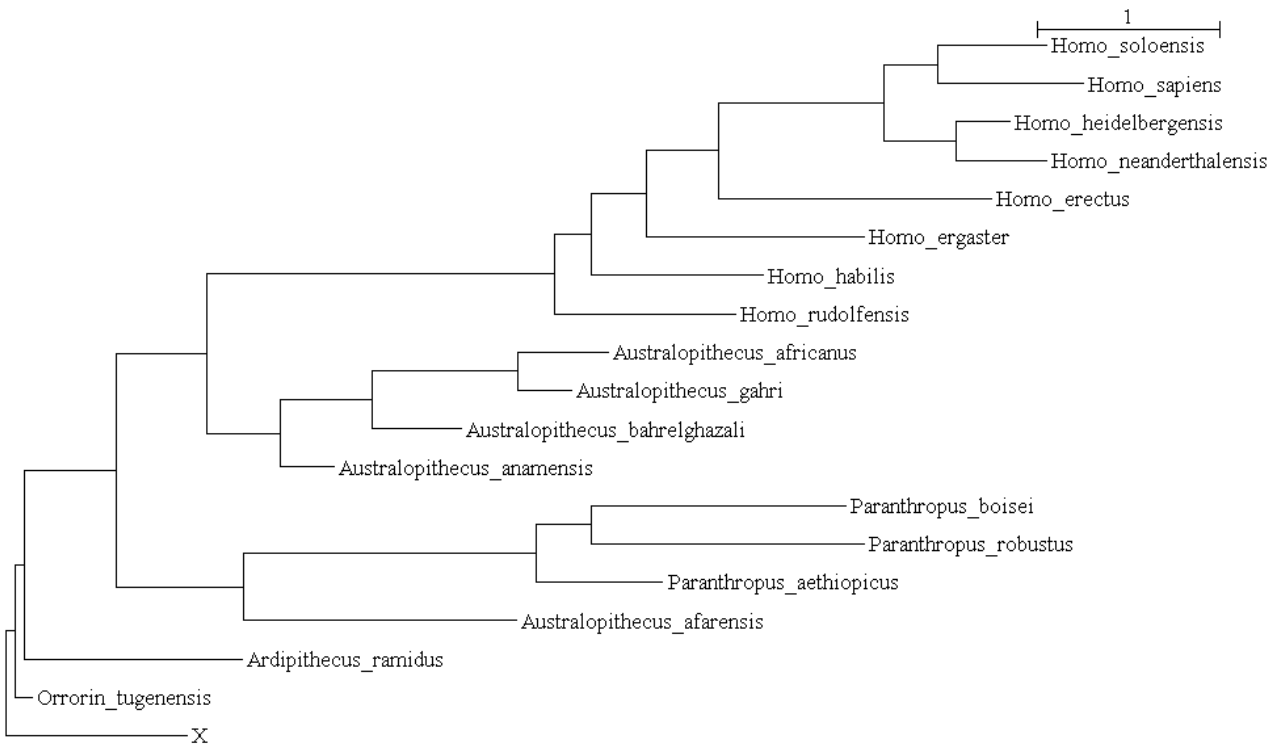 1
Homo_soloensis
Homo_sapiens
Homo_heidelbergensis
Homo_neanderthalensis
Homo_erectus
Homo_ergaster
Homo_habilis
Homo_rudolfensis
Australopithecus_africanus
Australopithecus_gahri
Australopithecus_bahrelghazali
Australopithecus_anamensis
Paranthropus_boisei
Paranthropus_robustus
Paranthropus_aethiopicus
Australopithecus_afarensis
Ardipithecus_ramidus
Orrorin_tugenensis
X